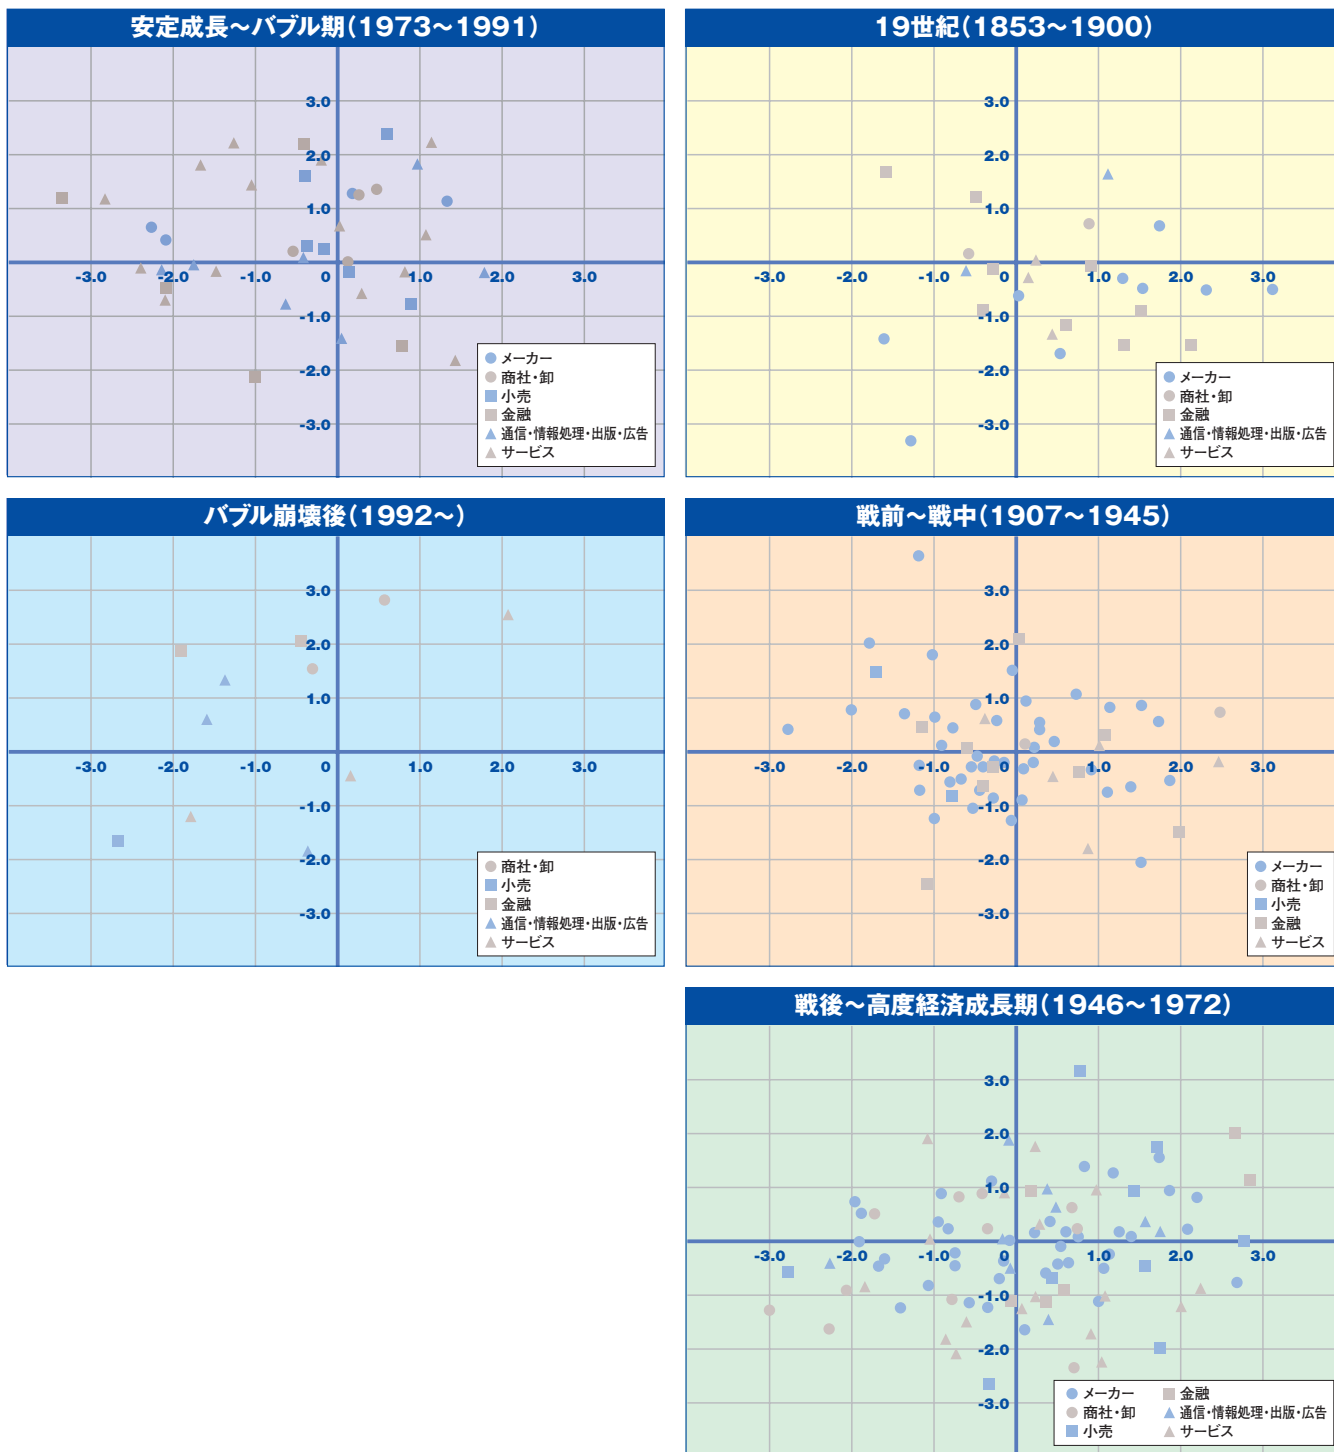 安定成長～バブル期(1973～1991)
3.0
2.0
1.0
-3.0
-2.0
-1.0
0
1.0
2.0
3.0
-1.0
-2.0
-3.0
メーカー
商社・卸
小売
金融
通信・情報処理・出版・広告
サービス
19世紀(1853～1900)
3.0
2.0
1.0
-3.0
-2.0
-1.0
0
1.0
2.0
3.0
-1.0
-2.0
-3.0
メーカー
商社・卸
金融
通信・情報処理・出版・広告
サービス
バブル崩壊後(1992～)
3.0
2.0
1.0
-3.0
-2.0
-1.0
0
1.0
2.0
3.0
-1.0
-2.0
-3.0
商社・卸
小売
金融
通信・情報処理・出版・広告
サービス
戦前～戦中(1907～1945)
3.0
2.0
1.0
-3.0
-2.0
-1.0
0
1.0
2.0
3.0
-1.0
-2.0
-3.0
メーカー
商社・卸
小売
金融
サービス
戦後～高度経済成長期(1946～1972)
3.0
2.0
1.0
-3.0
-2.0
-1.0
0
1.0
2.0
3.0
-1.0
-2.0
-3.0
メーカー
商社・卸
小売
金融
通信・情報処理・出版・広告
サービス